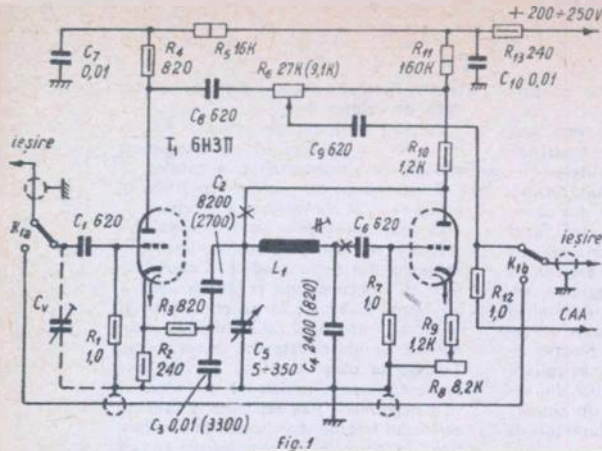 + 200÷250V
C7
0,01
R4
820
R5 16K
R6 27K (9,1K)
R11
160K
R13 240
C10 0,01
C8 620
C9 620
R10
1,2K
T1 6Н3П
ieşire
K1a
C1 620
C2
8200
(2700)
L1
C6 620
K1b
ieşire
CAA
R12
1,0
Cv
R1
1,0
R3 820
R2
240
C5
5÷350
C4 2400 (820)
R7
1,0
R9
1,2K
R8 8,2K
C3 0,01 (3300)
Fig.1